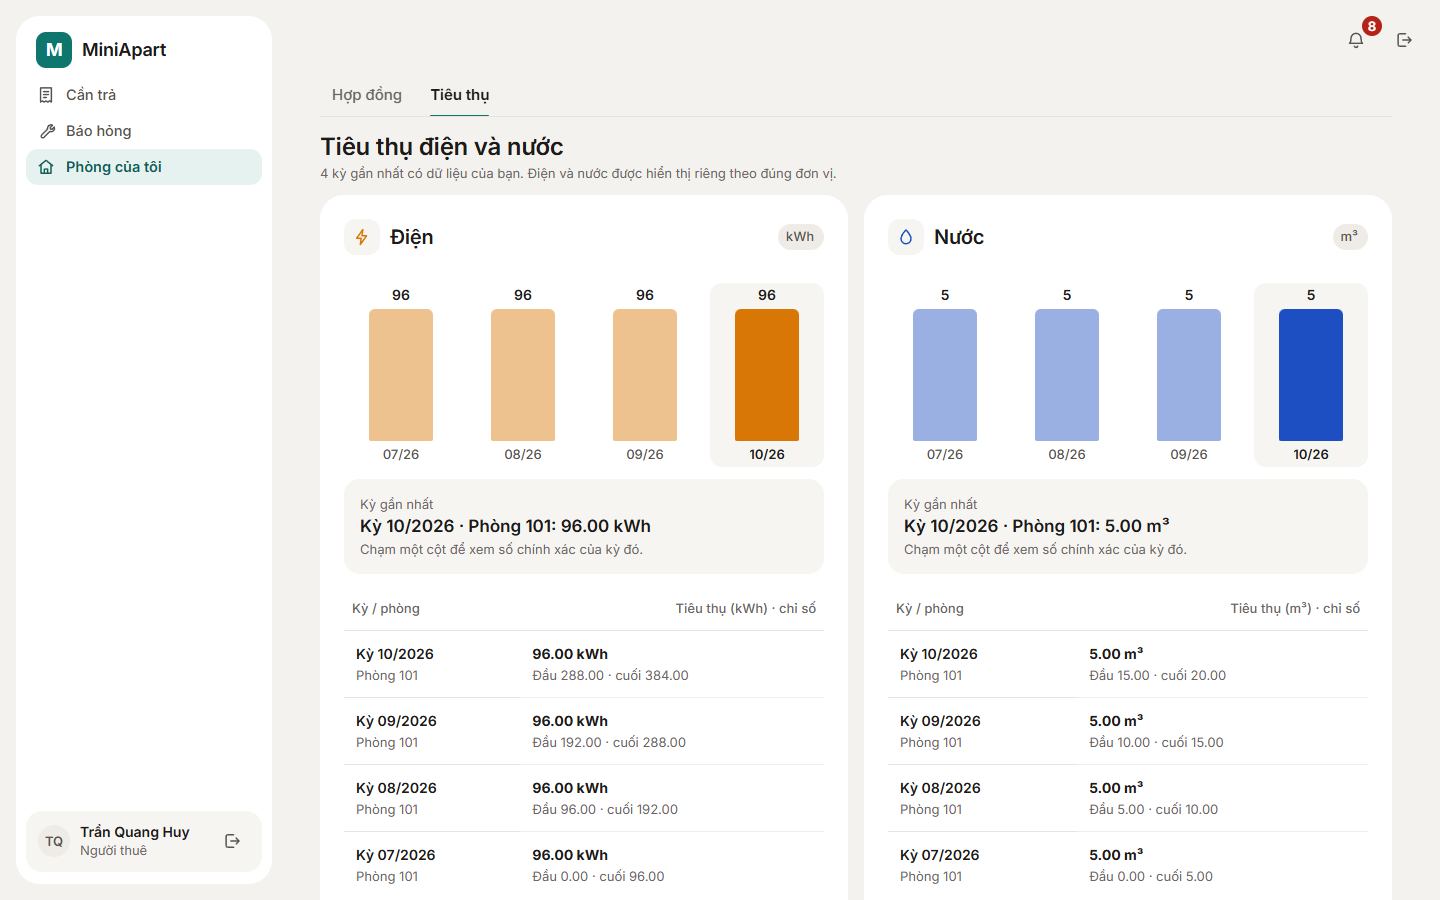 M MiniApart
Cần trả
Báo hỏng
Phòng của tôi
TQ
Trần Quang Huy
Người thuê
8
Hợp đồng
Tiêu thụ
Tiêu thụ điện và nước
4 kỳ gần nhất có dữ liệu của bạn. Điện và nước được hiển thị riêng theo đúng đơn vị.
Điện
kWh
96 96 96 96
07/26 08/26 09/26 10/26
Kỳ gần nhất
Kỳ 10/2026 · Phòng 101: 96.00 kWh
Chạm một cột để xem số chính xác của kỳ đó.
Kỳ / phòng
Tiêu thụ (kWh) · chỉ số
Kỳ 10/2026
Phòng 101
96.00 kWh
Đầu 288.00 · cuối 384.00
Kỳ 09/2026
Phòng 101
96.00 kWh
Đầu 192.00 · cuối 288.00
Kỳ 08/2026
Phòng 101
96.00 kWh
Đầu 96.00 · cuối 192.00
Kỳ 07/2026
Phòng 101
96.00 kWh
Đầu 0.00 · cuối 96.00
Nước
m³
5 5 5 5
07/26 08/26 09/26 10/26
Kỳ gần nhất
Kỳ 10/2026 · Phòng 101: 5.00 m³
Chạm một cột để xem số chính xác của kỳ đó.
Kỳ / phòng
Tiêu thụ (m³) · chỉ số
Kỳ 10/2026
Phòng 101
5.00 m³
Đầu 15.00 · cuối 20.00
Kỳ 09/2026
Phòng 101
5.00 m³
Đầu 10.00 · cuối 15.00
Kỳ 08/2026
Phòng 101
5.00 m³
Đầu 5.00 · cuối 10.00
Kỳ 07/2026
Phòng 101
5.00 m³
Đầu 0.00 · cuối 5.00